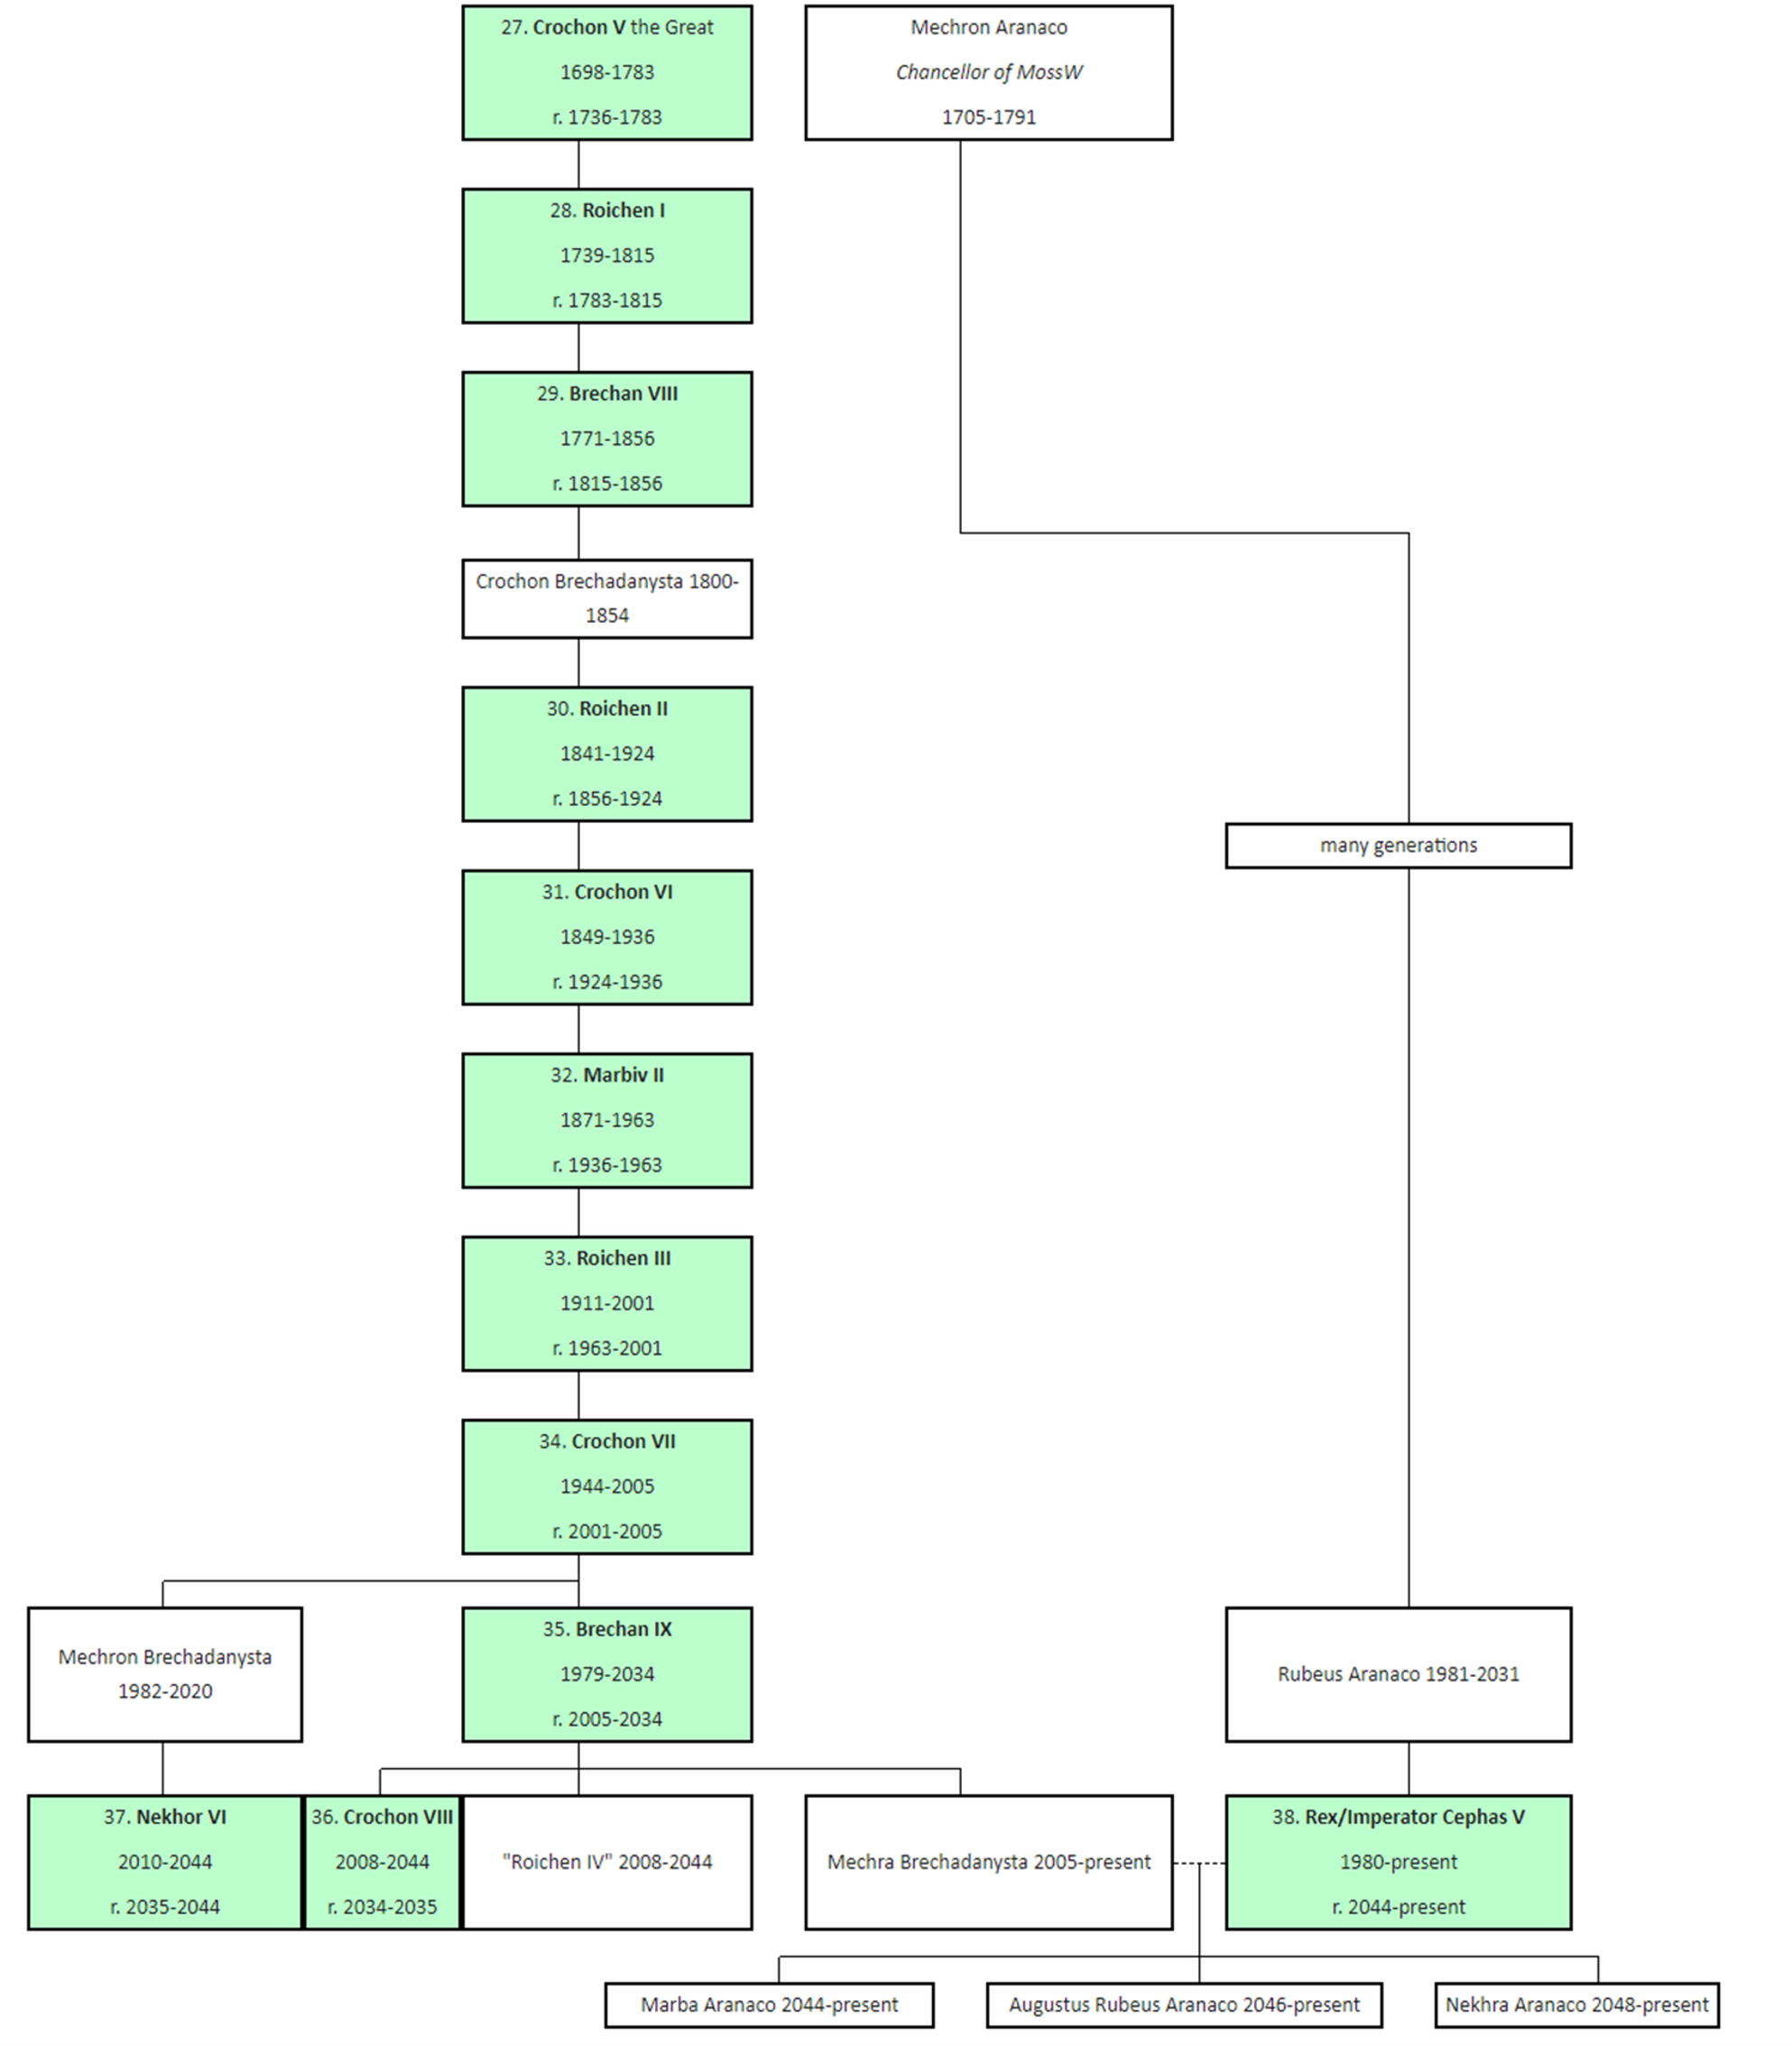 27. Crochon V the Great
1698-1783
r. 1736-1783
Mechron Aranaco
Chancellor of MossW
1705-1791
28. Roichen I
1739-1815
r. 1783-1815
29. Brechan VIII
1771-1856
r. 1815-1856
Crochon Brechadanysta 1800-
1854
30. Roichen II
1841-1924
r. 1856-1924
many generations
31. Crochon VI
1849-1936
r. 1924-1936
32. Marbiv II
1871-1963
r. 1936-1963
33. Roichen III
1911-2001
r. 1963-2001
34. Crochon VII
1944-2005
r. 2001-2005
Mechron Brechadanysta
1982-2020
35. Brechan IX
1979-2034
r. 2005-2034
Rubeus Aranaco 1981-2031
37. Nekhor VI
2010-2044
r. 2035-2044
36. Crochon VIII
2008-2044
r. 2034-2035
"Roichen IV" 2008-2044
Mechra Brechadanysta 2005-present
38. Rex/Imperator Cephas V
1980-present
r. 2044-present
Marba Aranaco 2044-present
Augustus Rubeus Aranaco 2046-present
Nekhra Aranaco 2048-present